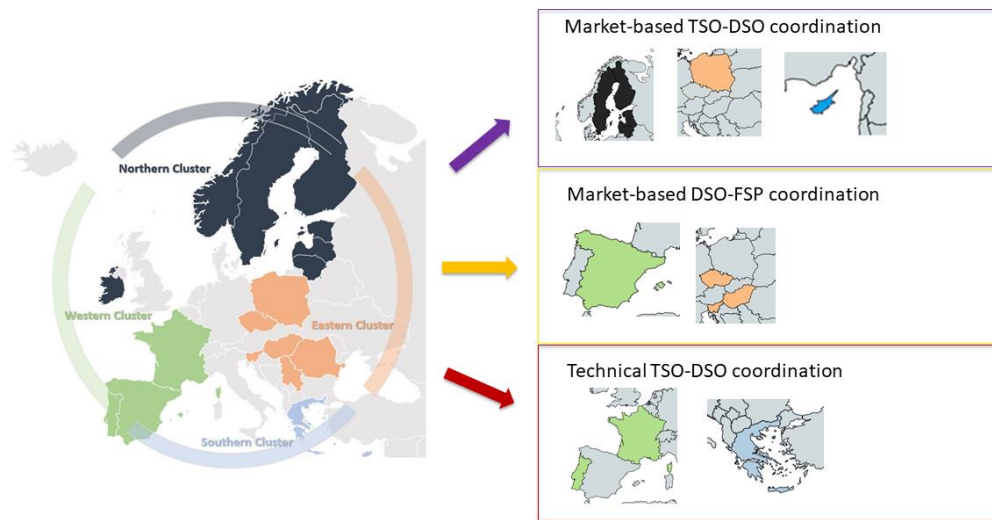 Northern Cluster
Western Cluster
Eastern Cluster
Southern Cluster
Market-based TSO-DSO coordination
Market-based DSO-FSP coordination
Technical TSO-DSO coordination